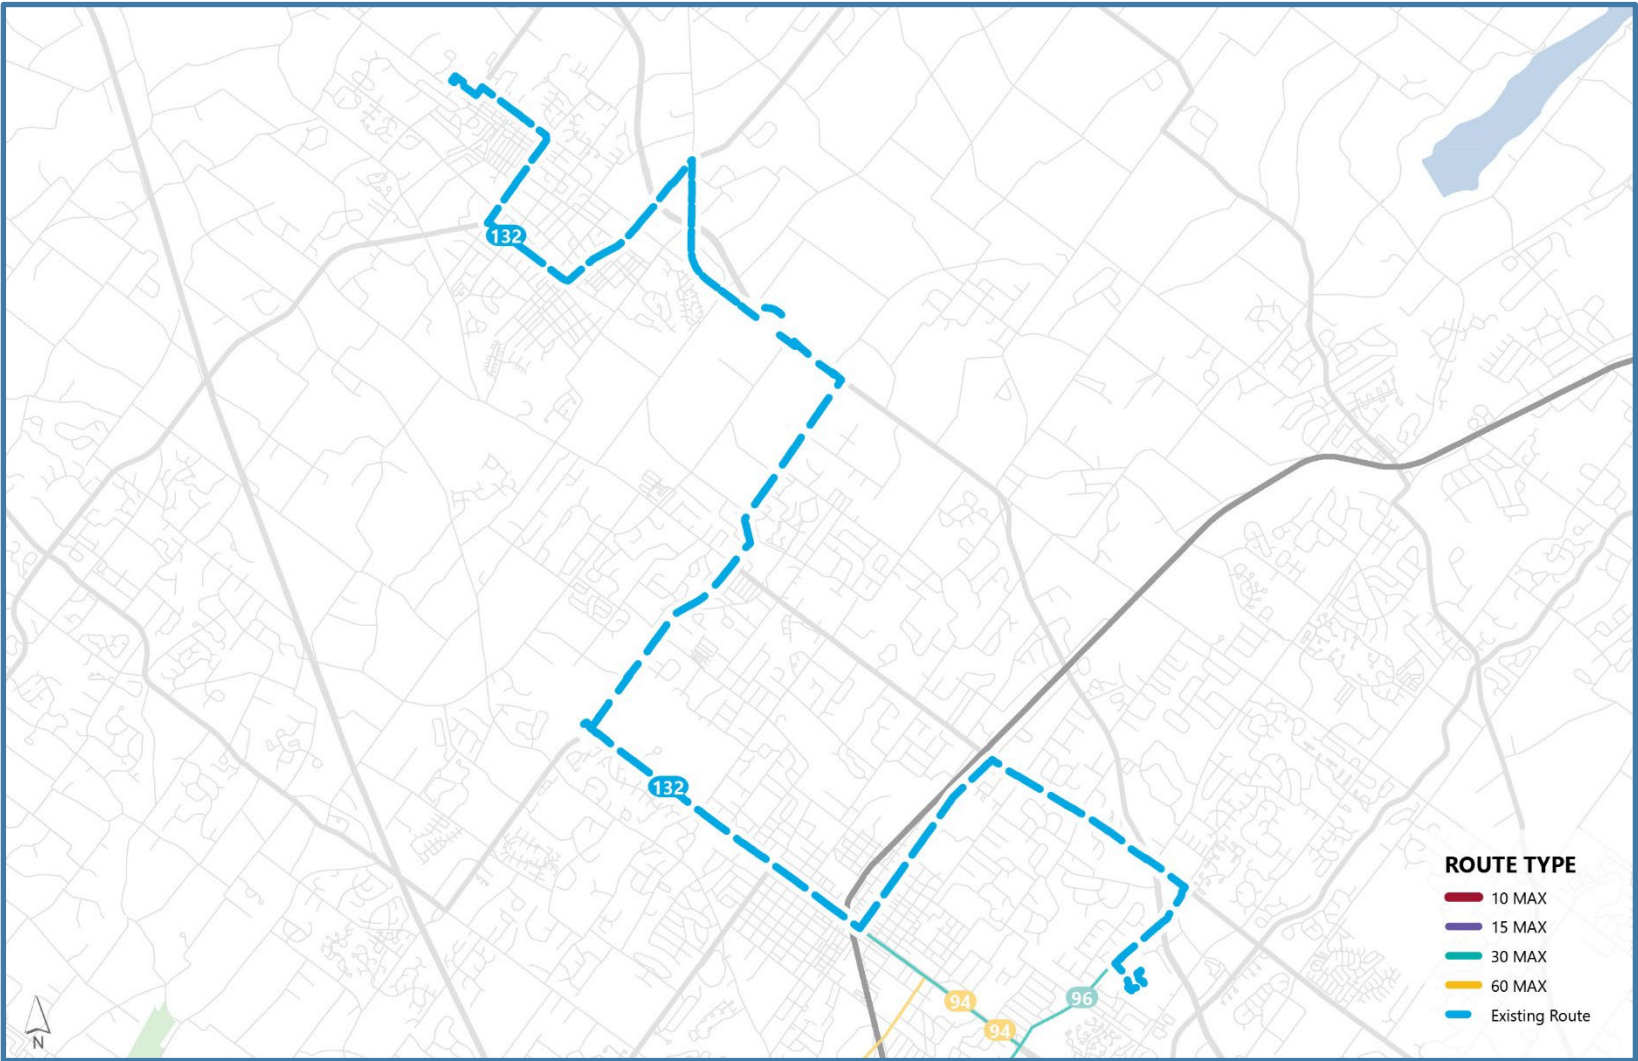 132
132
94
96
94
ROUTE TYPE
10 MAX
15 MAX
30 MAX
60 MAX
Existing Route
N